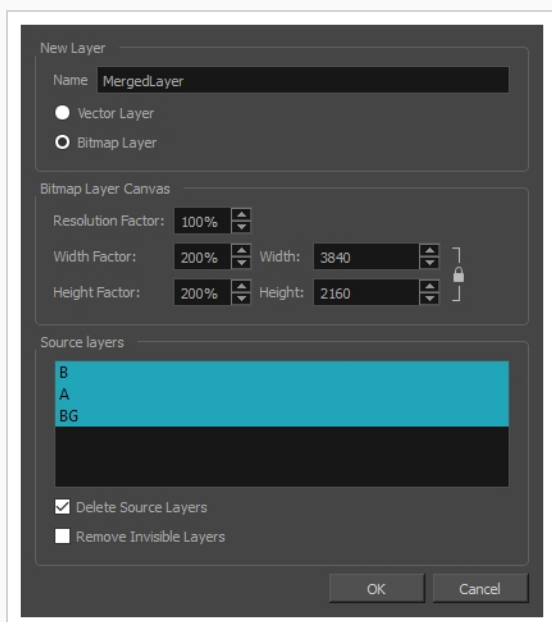 New Layer
Name MergedLayer
Vector Layer
Bitmap Layer
Bitmap Layer Canvas
Resolution Factor: 100%
Width Factor: 200% Width: 3840
Height Factor: 200% Height: 2160
Source layers
B
A
BG
Delete Source Layers
Remove Invisible Layers
OK Cancel